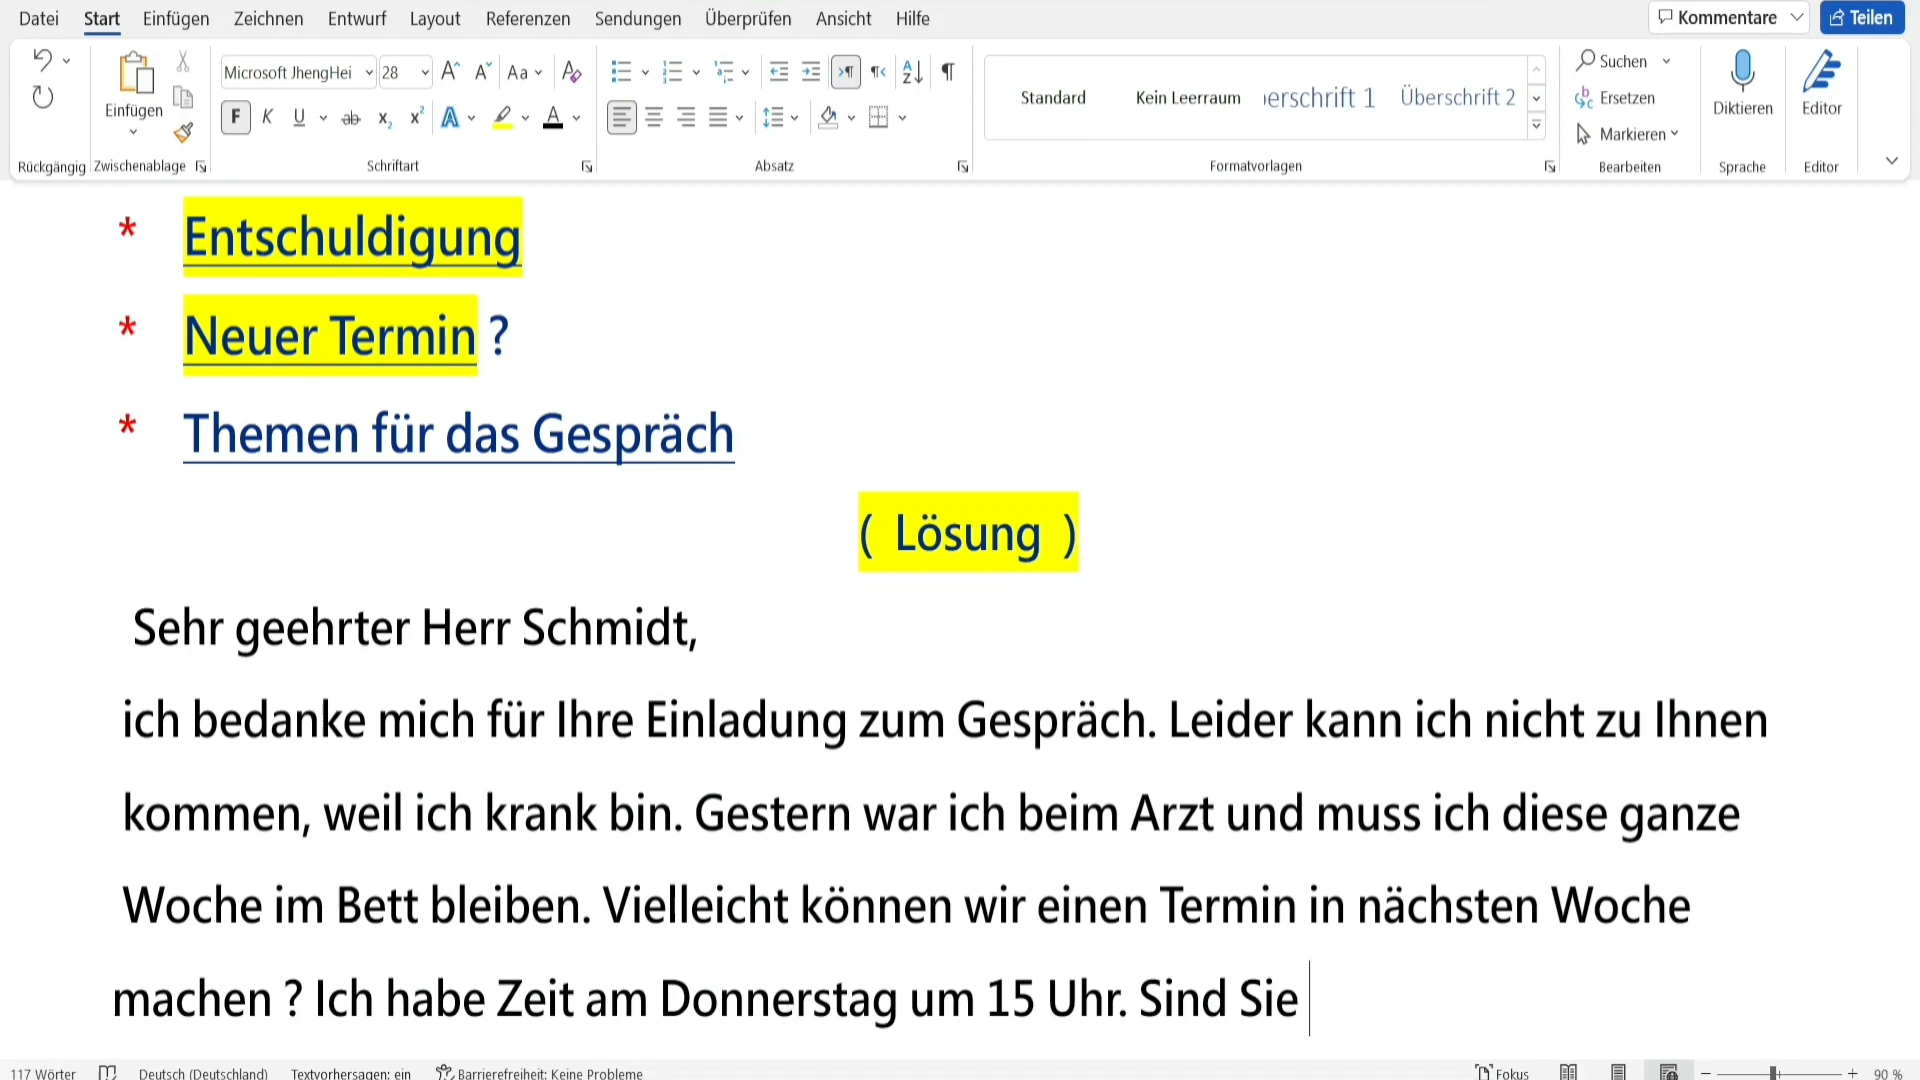 Datei Start Einfügen Zeichnen Entwurf Layout Referenzen Sendungen Überprüfen Ansicht Hilfe Kommentare Teilen
Microsoft JhengHei 28 Aa
Einfügen
F K U ab x₂ x² A A
Standard Kein Leerraum erschrift 1 Überschrift 2
Suchen
Ersetzen
Markieren
Diktieren Editor
Rückgängig Zwischenablage Schriftart Absatz Formatvorlagen Bearbeiten Sprache Editor
* Entschuldigung
* Neuer Termin ?
* Themen für das Gespräch
( Lösung )
Sehr geehrter Herr Schmidt,
ich bedanke mich für Ihre Einladung zum Gespräch. Leider kann ich nicht zu Ihnen
kommen, weil ich krank bin. Gestern war ich beim Arzt und muss ich diese ganze
Woche im Bett bleiben. Vielleicht können wir einen Termin in nächsten Woche
machen ? Ich habe Zeit am Donnerstag um 15 Uhr. Sind Sie
117 Wörter Deutsch (Deutschland) Textvorhersagen: ein Barrierefreiheit: Keine Probleme Fokus 90 %